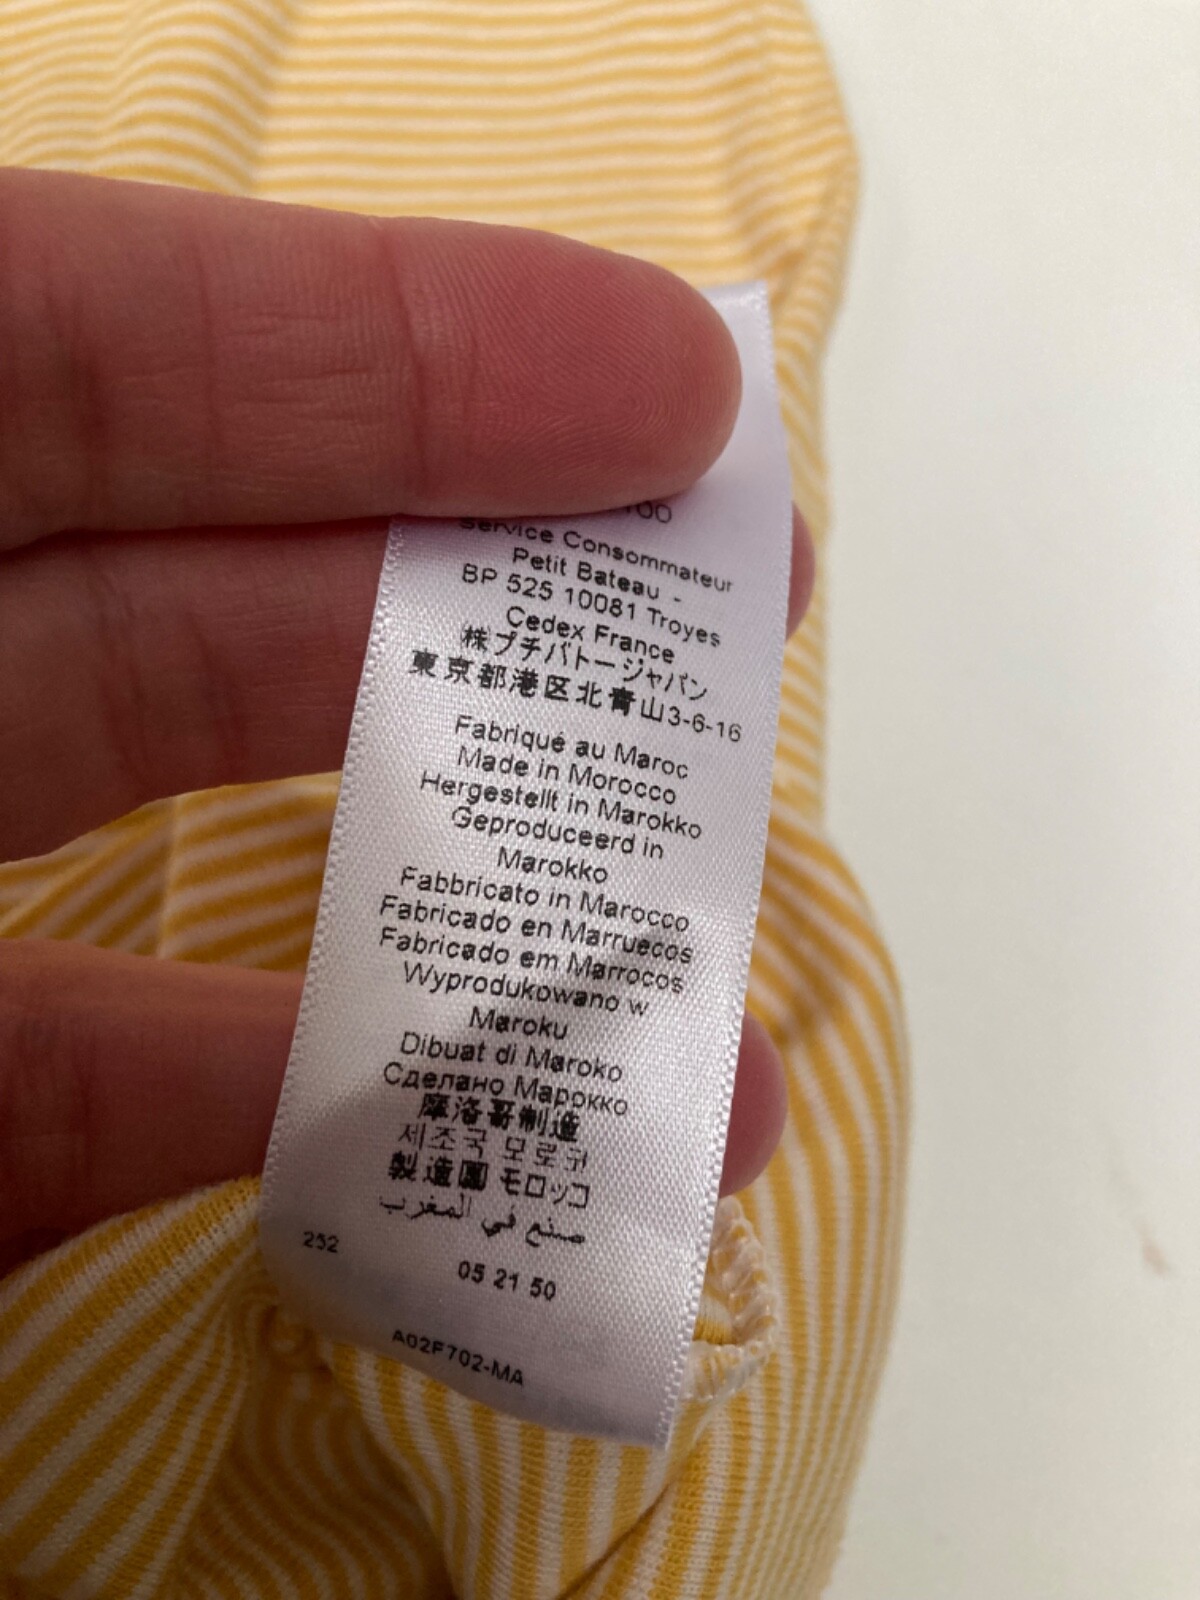 100
Service Consommateur
Petit Bateau -
BP 525 10081 Troyes
Cedex France
株プチバトージャパン
東京都港区北青山3-6-16
Fabriqué au Maroc
Made in Morocco
Hergestellt in Marokko
Geproduceerd in
Marokko
Fabbricato in Marocco
Fabricado en Marruecos
Fabricado em Marrocos
Wyprodukowano w
Maroku
Dibuat di Maroko
Сделано Марокко
摩洛哥制造
제조국 모로코
製造圏 モロッコ
صنع في المغرب
252
05 21 50
A02F702-MA